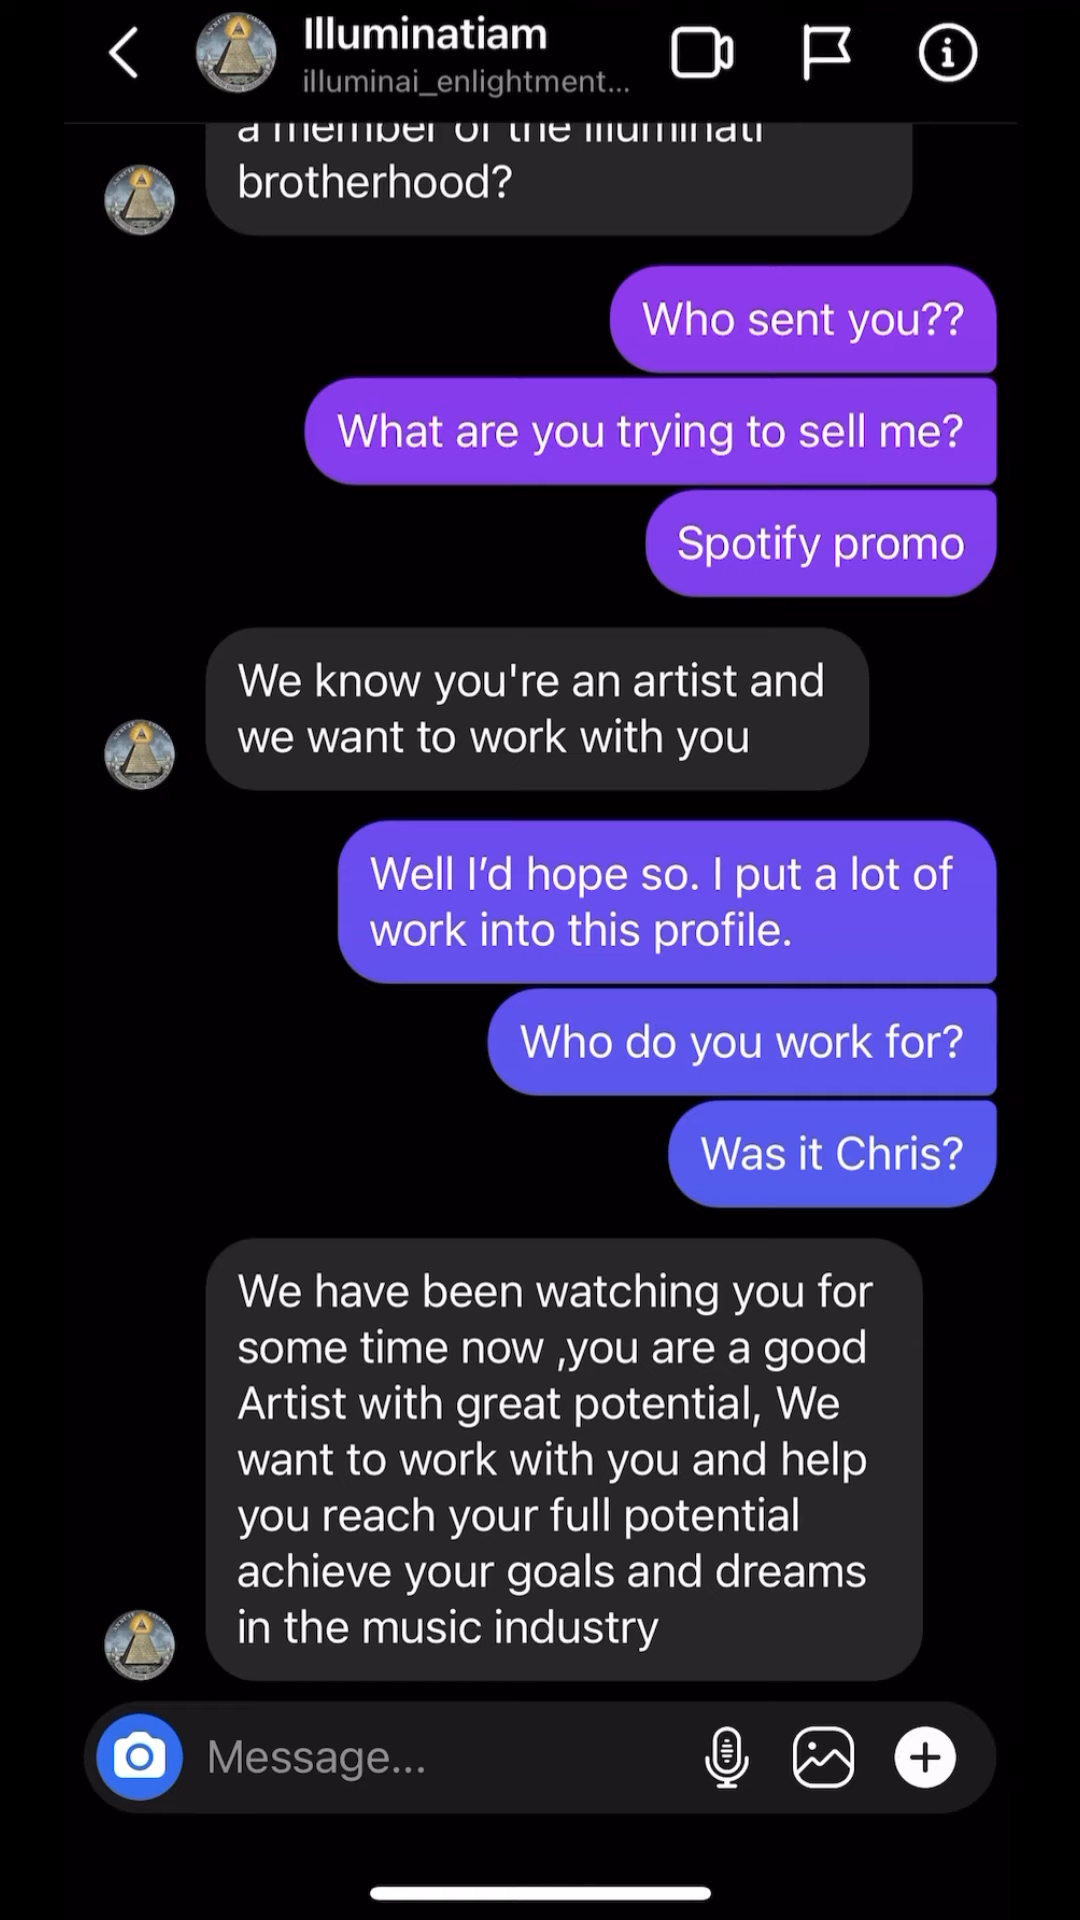 Illuminatiam
illuminai_enlightment...
a member of the illuminati
brotherhood?
Who sent you??
What are you trying to sell me?
Spotify promo
We know you're an artist and
we want to work with you
Well I’d hope so. I put a lot of
work into this profile.
Who do you work for?
Was it Chris?
We have been watching you for
some time now ,you are a good
Artist with great potential, We
want to work with you and help
you reach your full potential
achieve your goals and dreams
in the music industry
Message...